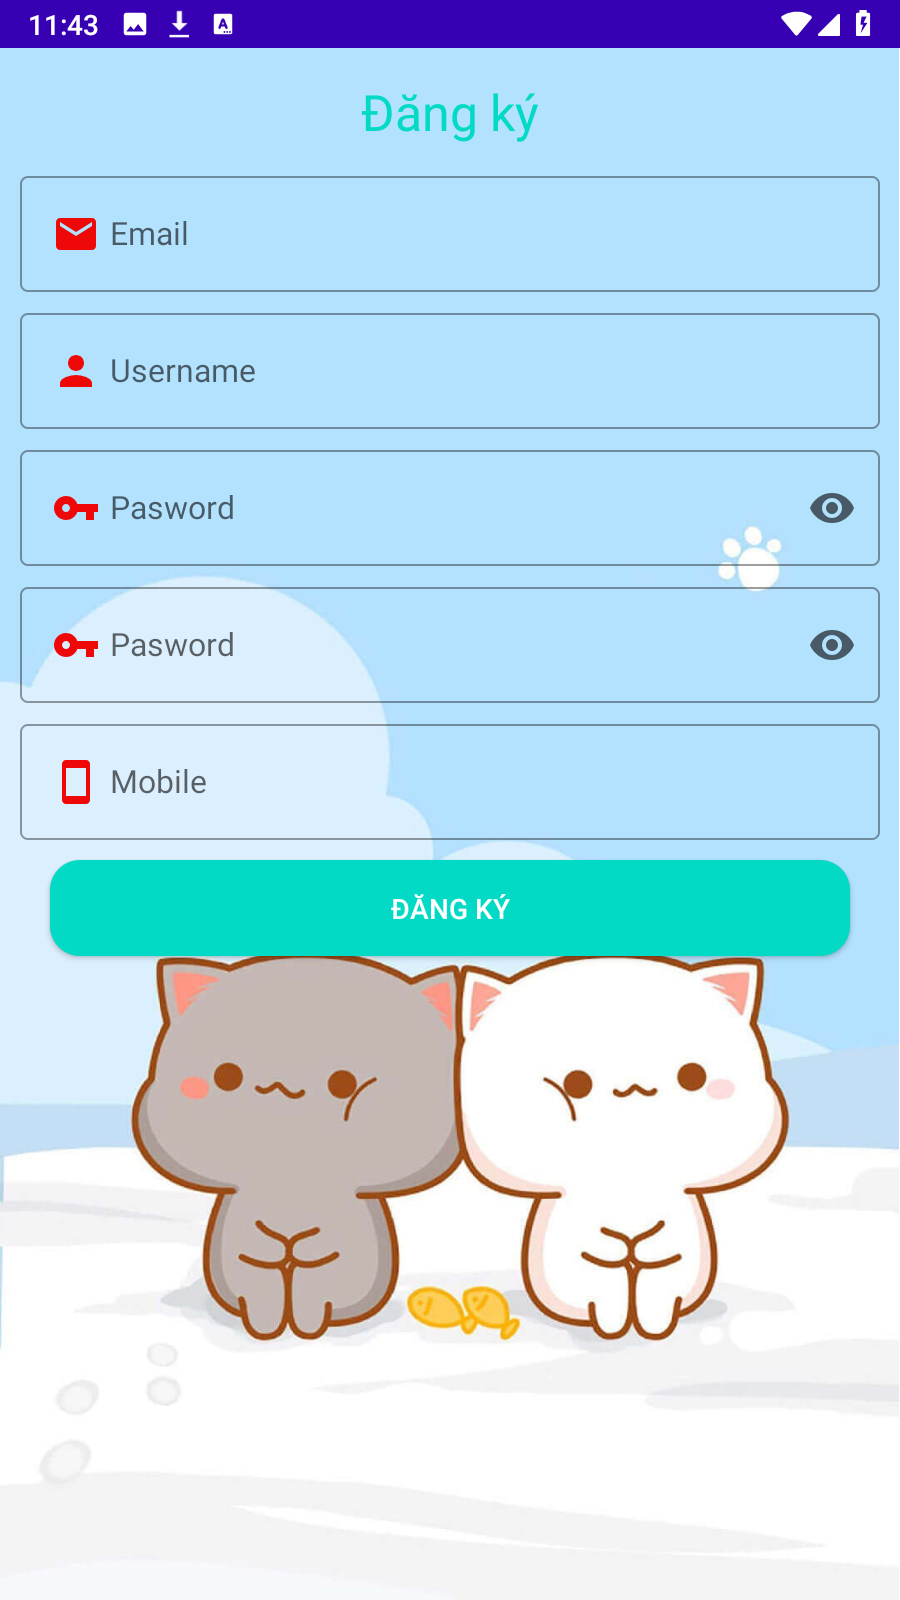 11:43
Đăng ký
Email
Username
Pasword
Pasword
Mobile
ĐĂNG KÝ